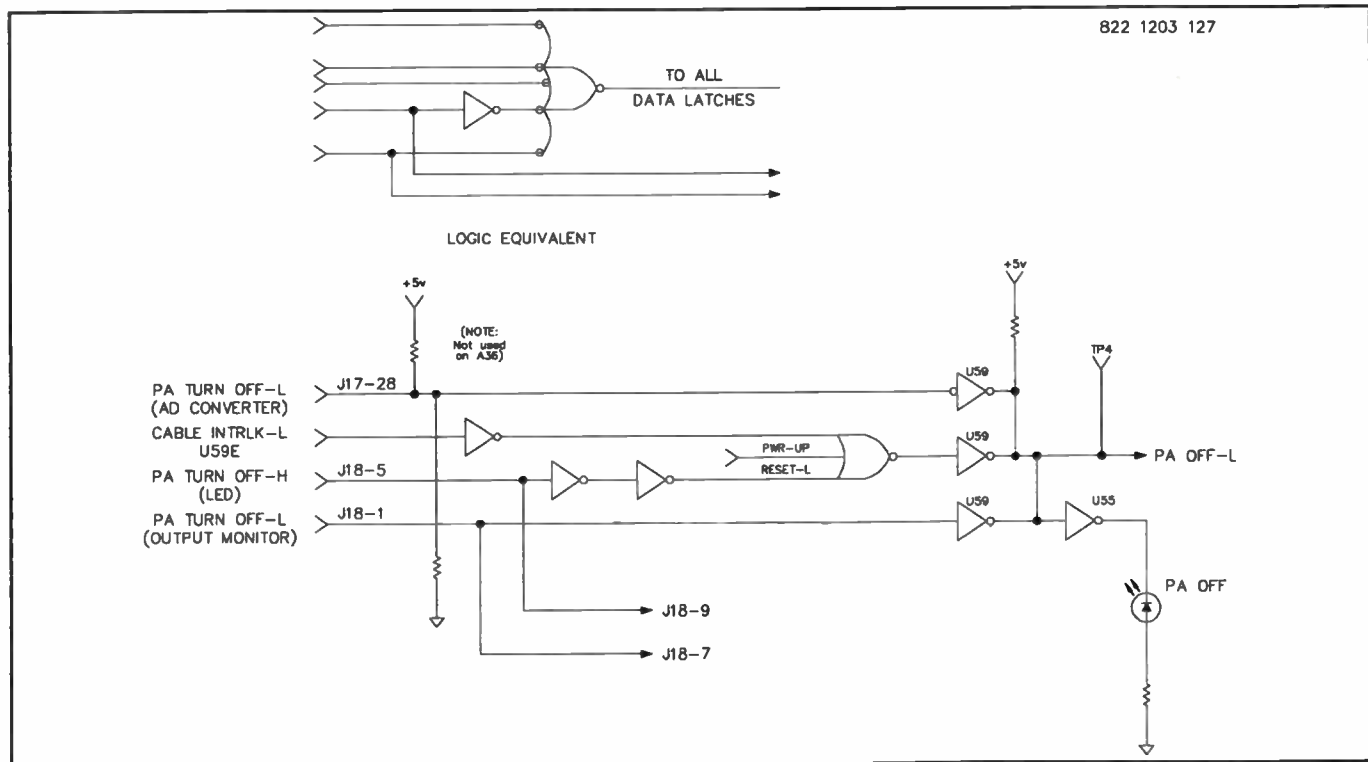 822 1203 127
TO ALL
DATA LATCHES
LOGIC EQUIVALENT
+5v
+5v
(NOTE:
Not used
on A36)
TP4
PA TURN OFF-L
(AD CONVERTER)
J17-28
U59
CABLE INTRLK-L
U59E
PWR-UP
RESET-L
U59
PA OFF-L
PA TURN OFF-H
(LED)
J18-5
PA TURN OFF-L
(OUTPUT MONITOR)
J18-1
U59
U55
PA OFF
J18-9
J18-7